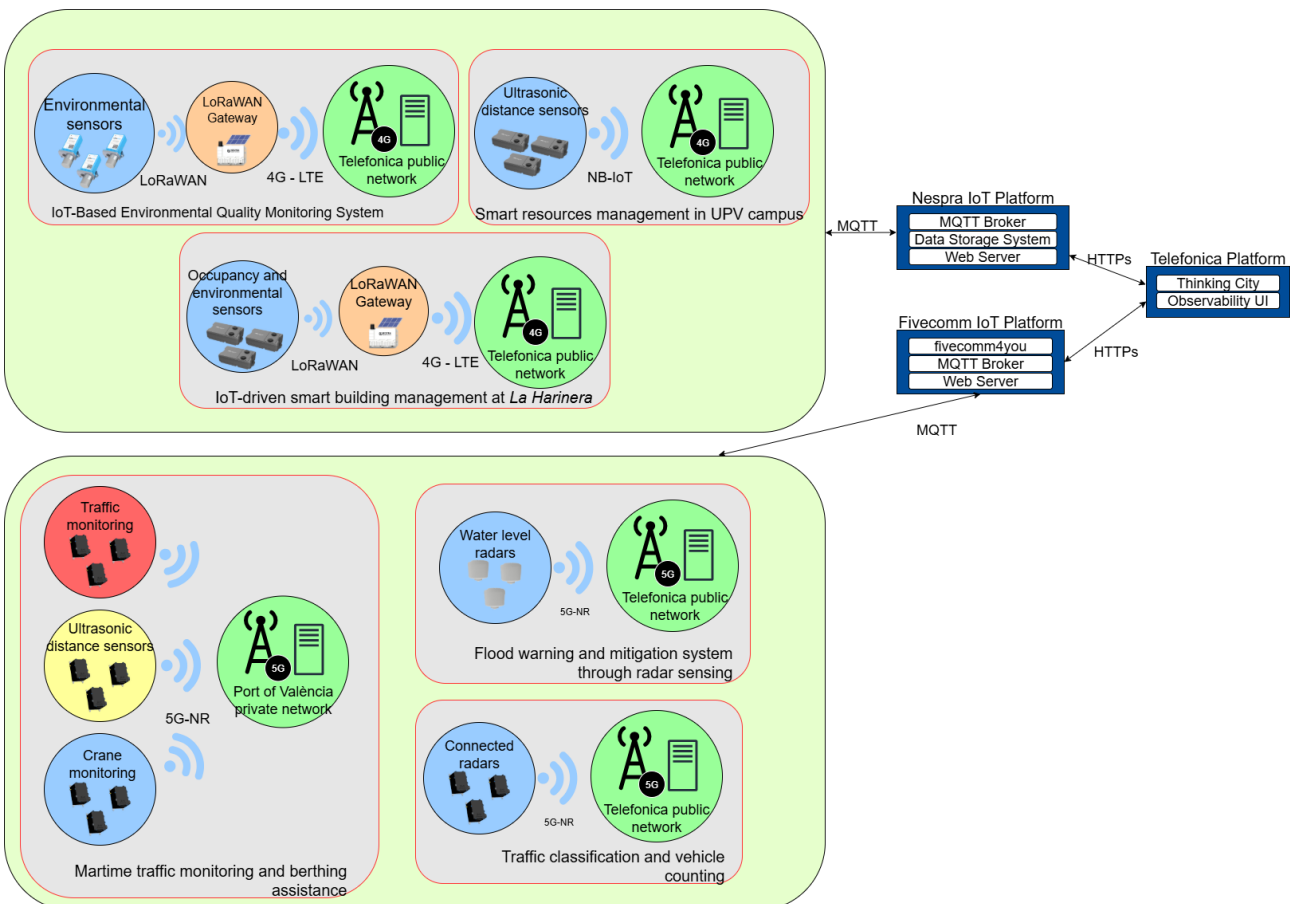 Environmental
sensors
LoRaWAN
LoRaWAN
Gateway
4G - LTE
4G
Telefonica public
network
IoT-Based Environmental Quality Monitoring System
Ultrasonic
distance sensors
NB-IoT
4G
Telefonica public
network
Smart resources management in UPV campus
Occupancy and
environmental
sensors
LoRaWAN
LoRaWAN
Gateway
4G - LTE
4G
Telefonica public
network
IoT-driven smart building management at La Harinera
MQTT
Nespra IoT Platform
MQTT Broker
Data Storage System
Web Server
HTTPs
Telefonica Platform
Thinking City
Observability UI
Fivecomm IoT Platform
fivecomm4you
MQTT Broker
Web Server
HTTPs
MQTT
Traffic
monitoring
Ultrasonic
distance sensors
5G-NR
Crane
monitoring
5G
Port of València
private network
Martime traffic monitoring and berthing
assistance
Water level
radars
5G-NR
5G
Telefonica public
network
Flood warning and mitigation system
through radar sensing
Connected
radars
5G-NR
5G
Telefonica public
network
Traffic classification and vehicle
counting